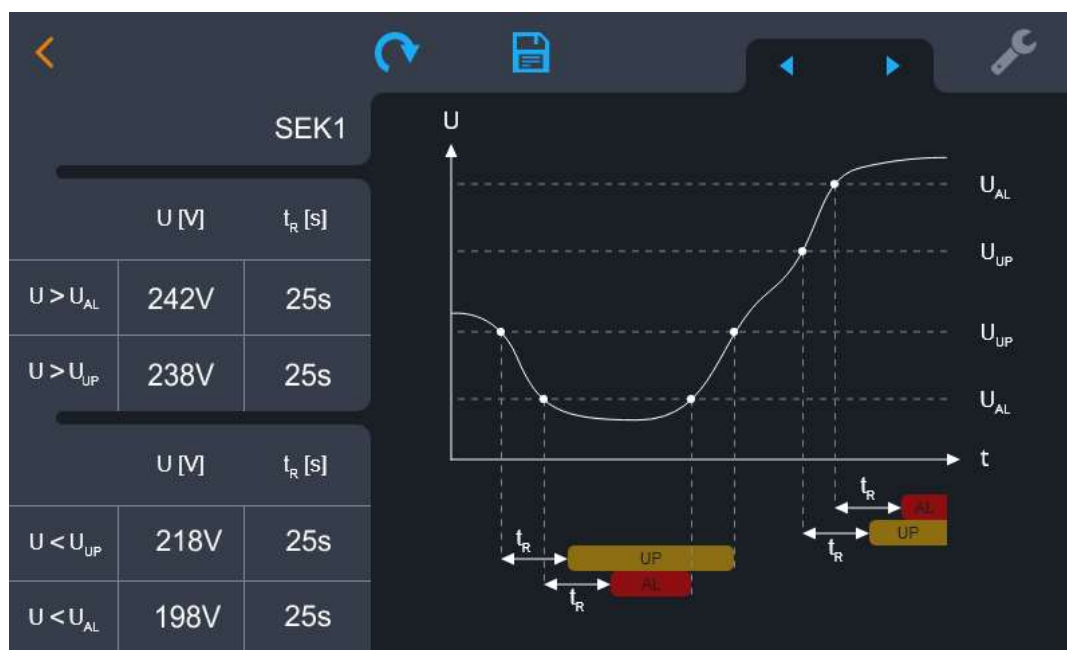 SEK1
U [V] t_R [s]
U > U_AL 242V 25s
U > U_UP 238V 25s
U [V] t_R [s]
U < U_UP 218V 25s
U < U_AL 198V 25s
U
U_AL
U_UP
U_UP
U_AL
t
t_R
AL
UP
t_R
t_R
UP
AL
t_R